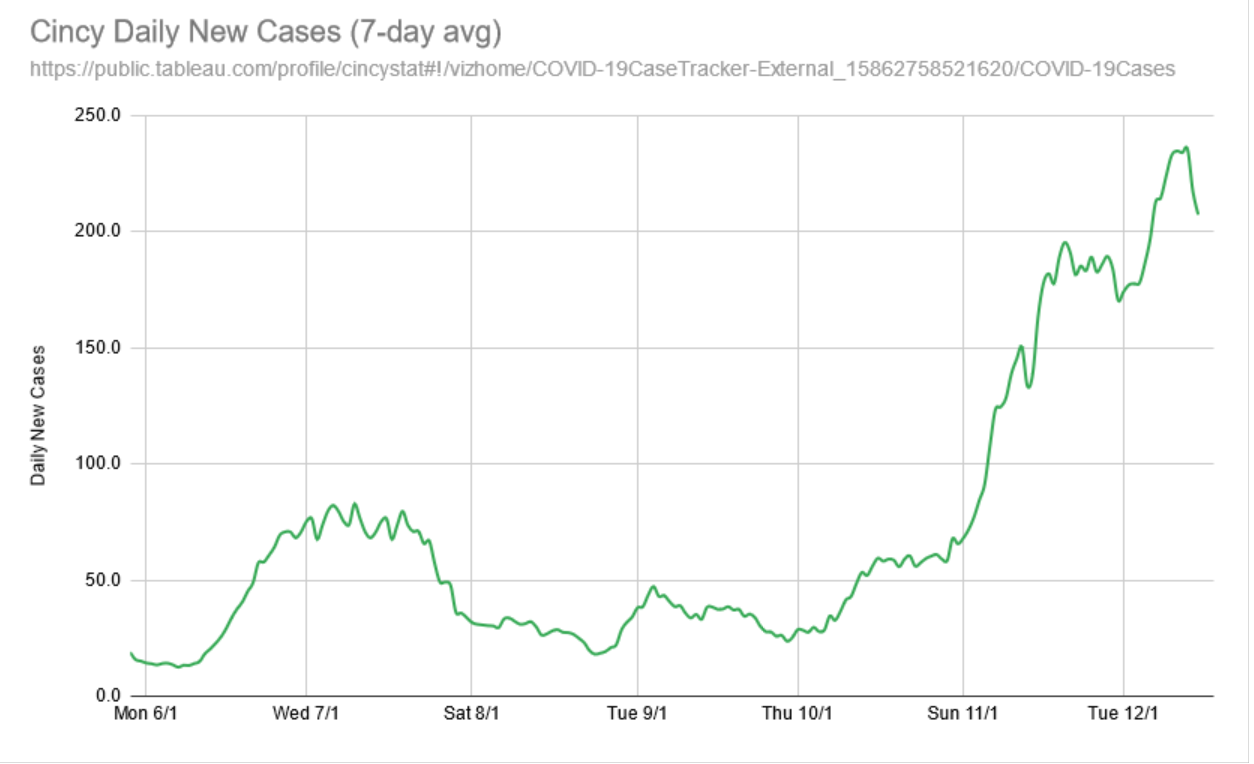 Cincy Daily New Cases (7-day avg)
https://public.tableau.com/profile/cincystat#!/vizhome/COVID-19CaseTracker-External_15862758521620/COVID-19Cases
250.0
200.0
150.0
100.0
50.0
0.0
Daily New Cases
Mon 6/1 Wed 7/1 Sat 8/1 Tue 9/1 Thu 10/1 Sun 11/1 Tue 12/1